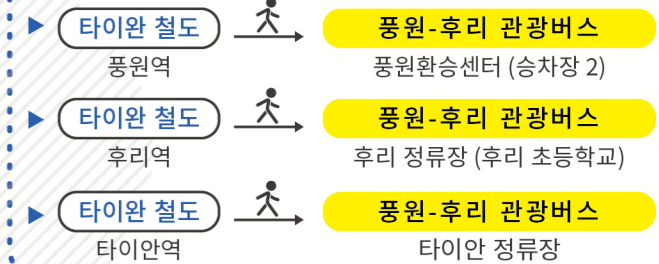 타이완 철도
풍원-후리 관광버스
풍원역
풍원환승센터 (승차장 2)
타이완 철도
풍원-후리 관광버스
후리역
후리 정류장 (후리 초등학교)
타이완 철도
풍원-후리 관광버스
타이안역
타이안 정류장